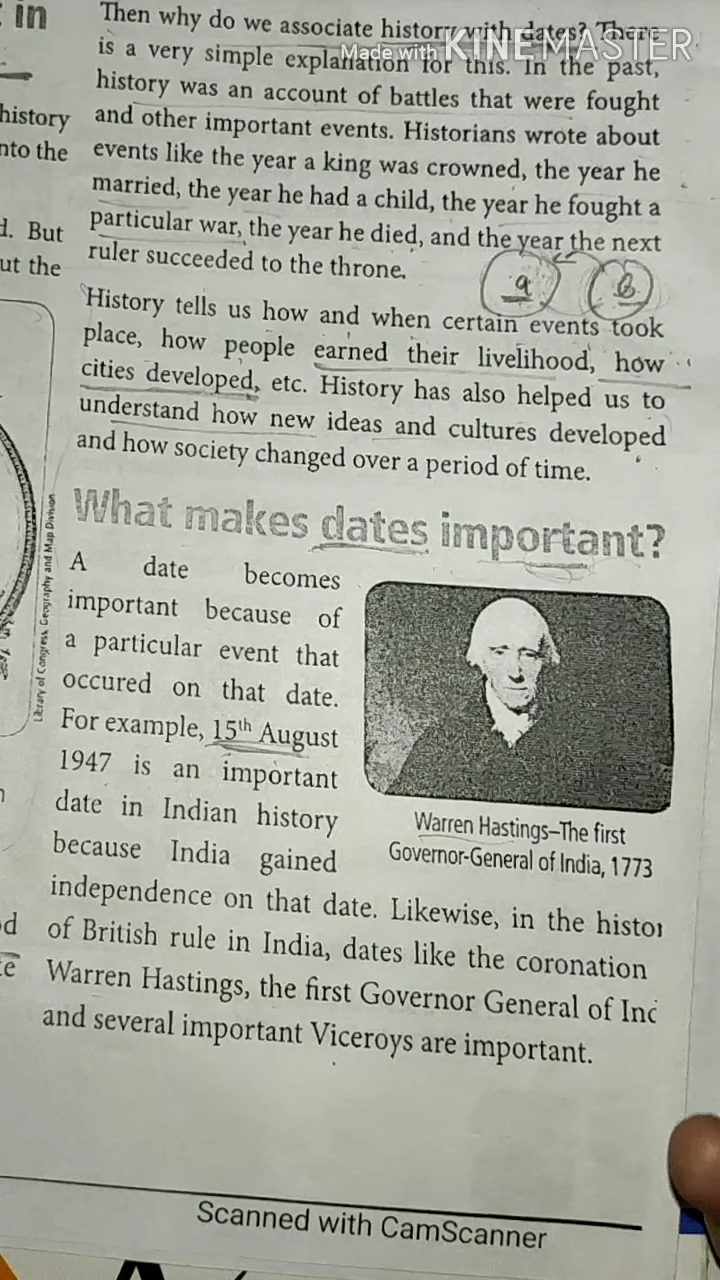 in
history
nto the
d. But
ut the
Then why do we associate history with dates? There
Made with KINEMASTER
is a very simple explanation for this. In the past,
history was an account of battles that were fought
and other important events. Historians wrote about
events like the year a king was crowned, the year he
married, the year he had a child, the year he fought a
particular war, the year he died, and the year the next
ruler succeeded to the throne.
a
b
History tells us how and when certain events took
place, how people earned their livelihood, how
cities developed, etc. History has also helped us to
understand how new ideas and cultures developed
and how society changed over a period of time.
Library of Congress, Geography and Map Division
What makes dates important?
A date becomes
important because of
a particular event that
occured on that date.
For example, 15th August
1947 is an important
date in Indian history
because India gained
Warren Hastings–The first
Governor-General of India, 1773
independence on that date. Likewise, in the histor
of British rule in India, dates like the coronation
Warren Hastings, the first Governor General of Ind
and several important Viceroys are important.
Scanned with CamScanner